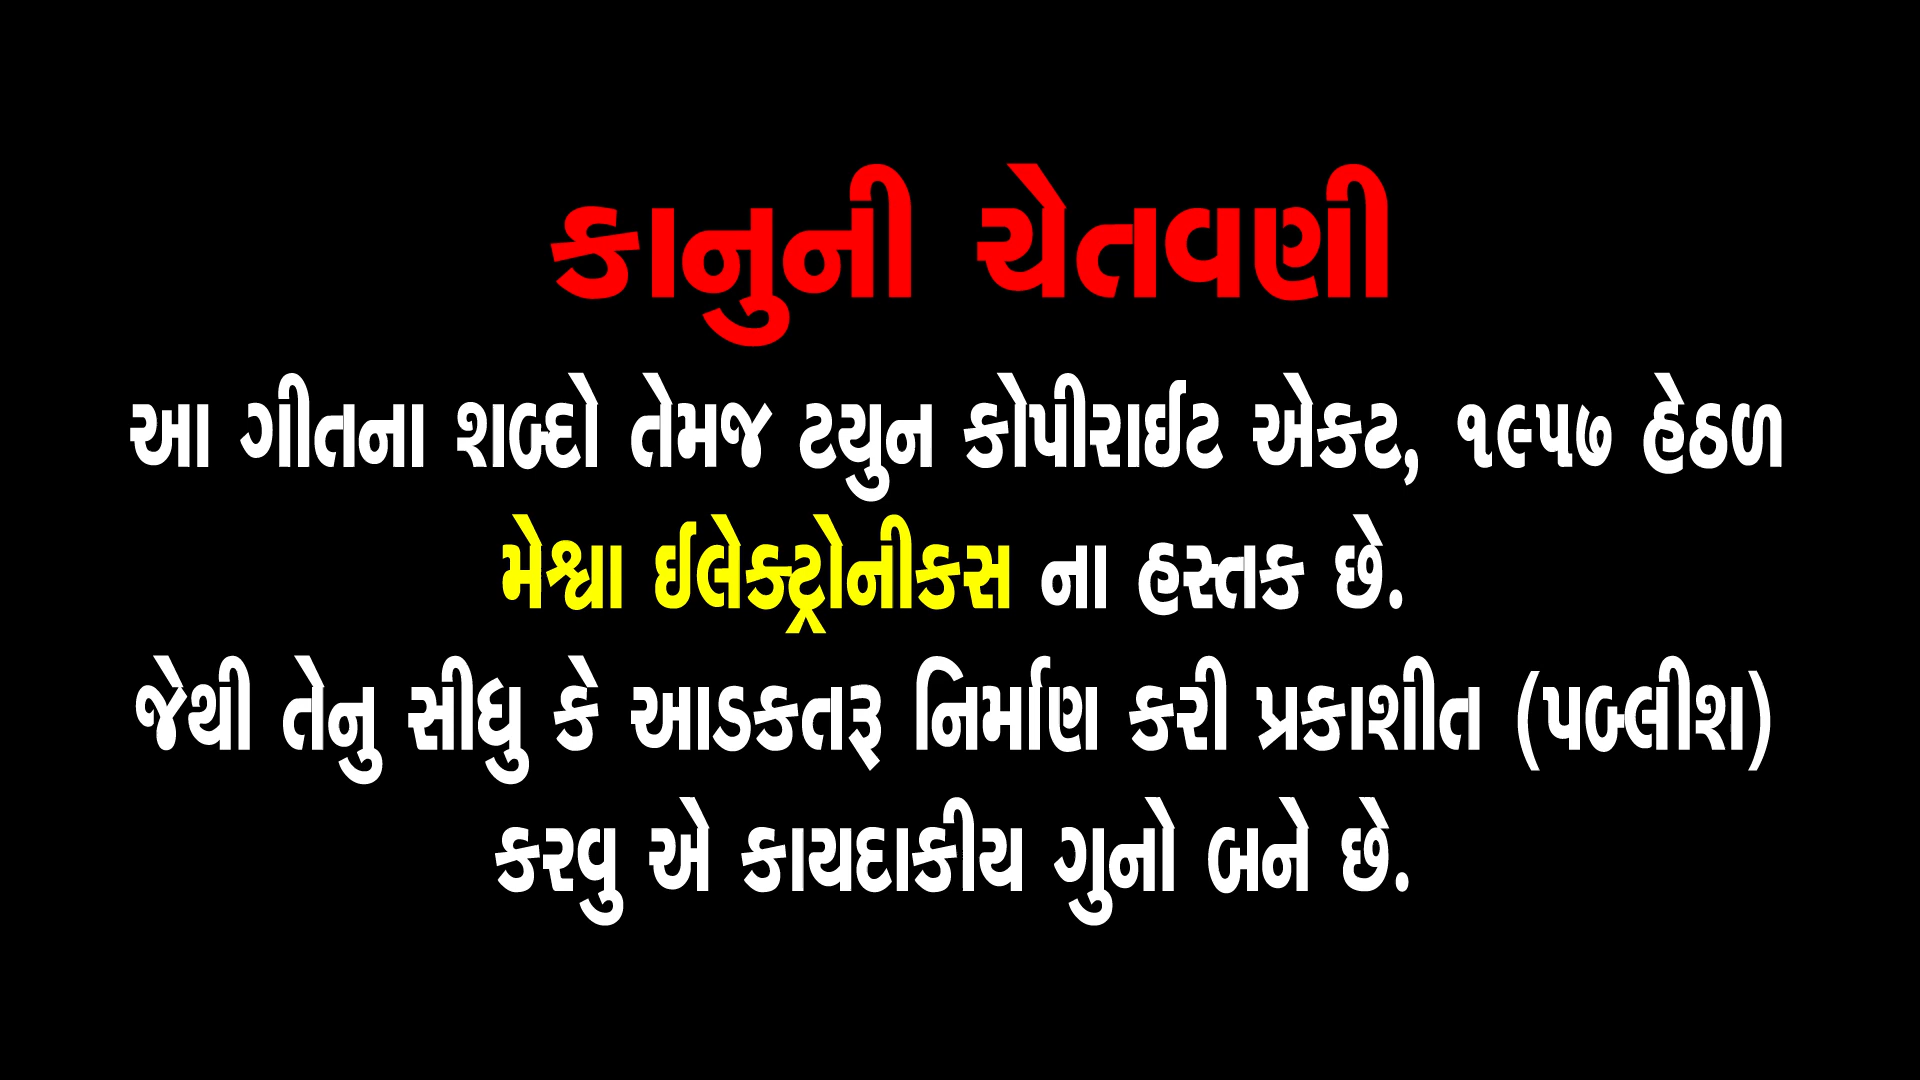 કાનુની ચેતવણી
આ ગીતના શબ્દો તેમજ ટયુન કોપીરાઈટ એકટ, ૧૯૫૭ હેઠળ
મેશ્વા ઈલેક્ટ્રોનીકસ ના હસ્તક છે.
જેથી તેનુ સીધુ કે આડકતરૂ નિર્માણ કરી પ્રકાશીત (પબ્લીશ)
કરવુ એ કાયદાકીય ગુનો બને છે.